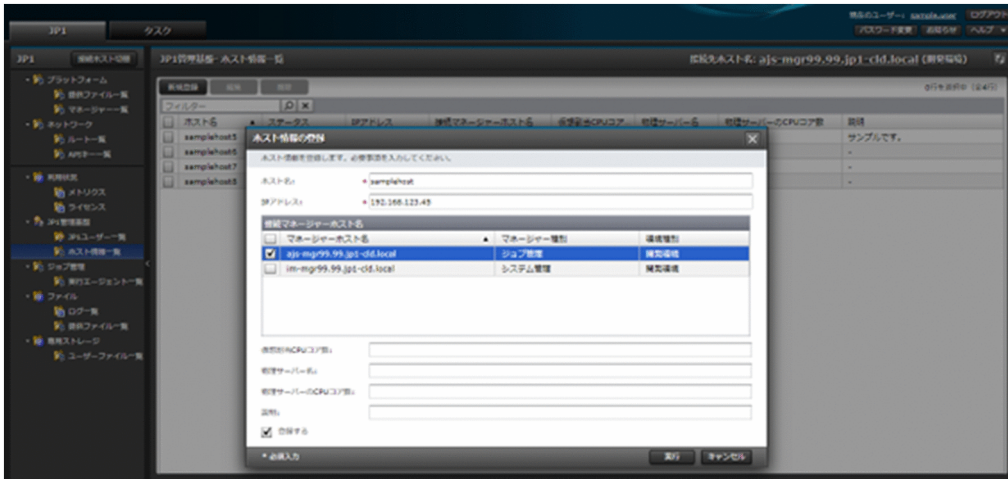 現在のユーザー: sample.user ログアウト
JP1 タスク
パスワード変更 お知らせ ヘルプ
JP1 接続ホスト切替
JP1管理基盤- ホスト情報一覧
接続先ホスト名: ajs-mgr99.99.jp1-cld.local (開発環境)
プラットフォーム
提供ファイル一覧
マネージャー一覧
ネットワーク
ルート一覧
APIキー一覧
利用状況
メトリクス
ライセンス
JP1管理基盤
JP1ユーザー一覧
ホスト情報一覧
ジョブ管理
実行エージェント一覧
ファイル
ログ一覧
提供ファイル一覧
専用ストレージ
ユーザーファイル一覧
新規登録 編集 削除
0行を選択中 (全4行)
フィルター
ホスト名 ステータス IPアドレス 接続マネージャーホスト名 仮想割当CPUコア 物理サーバー名 物理サーバーのCPUコア数 説明
samplehost5 サンプルです。
samplehost6 -
samplehost7 -
samplehost8 -
ホスト情報の登録
ホスト情報を登録します。必要事項を入力してください。
ホスト名: * samplehost
IPアドレス: * 192.168.123.45
接続マネージャーホスト名
マネージャーホスト名 マネージャー種別 環境種別
ajs-mgr99.99.jp1-cld.local ジョブ管理 開発環境
im-mgr99.99.jp1-cld.local システム管理 開発環境
仮想割当CPUコア数:
物理サーバー名:
物理サーバーのCPUコア数:
説明:
登録する
* 必須入力
実行 キャンセル